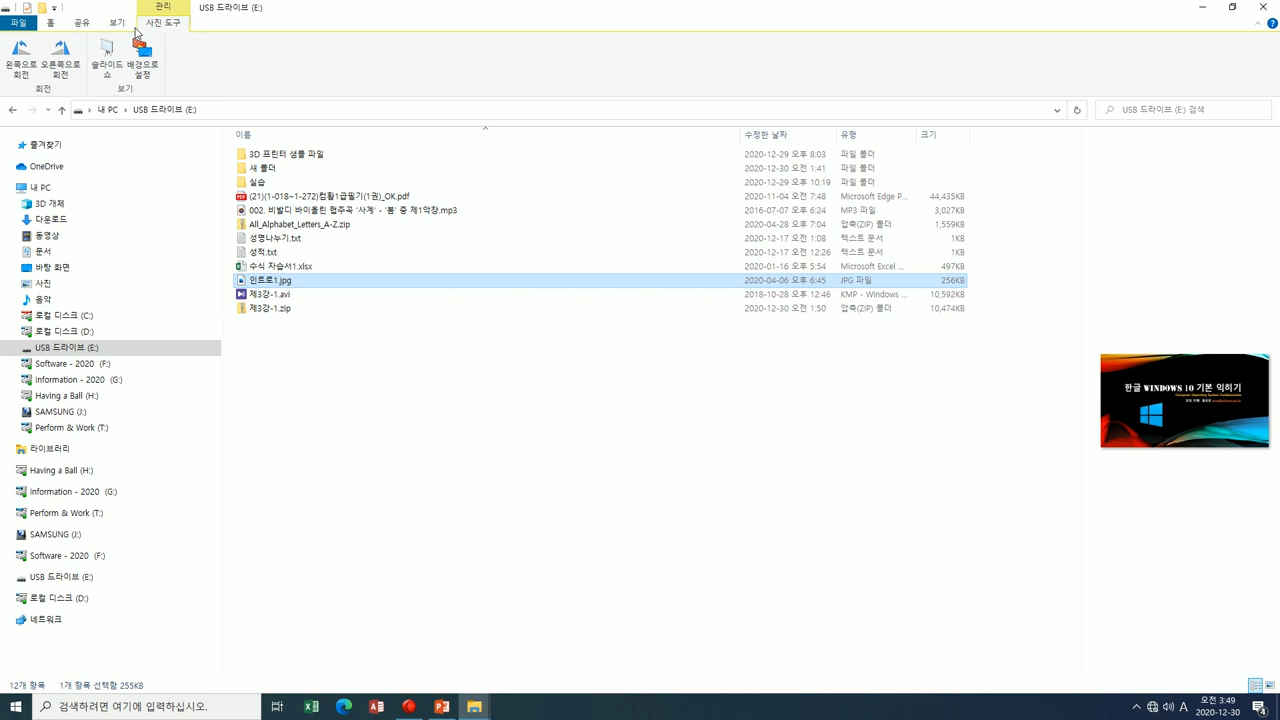 관리
USB 드라이브 (E:)
파일 홈 공유 보기 사진 도구
왼쪽으로 회전
오른쪽으로 회전
슬라이드 쇼
배경으로 설정
회전
보기
내 PC > USB 드라이브 (E:)
USB 드라이브 (E:) 검색
즐겨찾기
OneDrive
내 PC
3D 개체
다운로드
동영상
문서
바탕 화면
사진
음악
로컬 디스크 (C:)
로컬 디스크 (D:)
USB 드라이브 (E:)
Software - 2020 (F:)
Information - 2020 (G:)
Having a Ball (H:)
SAMSUNG (J:)
Perform & Work (T:)
라이브러리
Having a Ball (H:)
Information - 2020 (G:)
Perform & Work (T:)
SAMSUNG (J:)
Software - 2020 (F:)
USB 드라이브 (E:)
로컬 디스크 (D:)
네트워크
이름 수정한 날짜 유형 크기
3D 프린터 샘플 파일 2020-12-29 오후 8:03 파일 폴더
새 폴더 2020-12-30 오전 1:41 파일 폴더
실습 2020-12-29 오후 10:19 파일 폴더
(21)(1-018~1-272)컴활1급필기(1권)_OK.pdf 2020-11-04 오전 7:48 Microsoft Edge P... 44,435KB
002. 비발디 바이올린 협주곡 '사계' - '봄' 중 제1악장.mp3 2016-07-07 오후 6:24 MP3 파일 3,027KB
All_Alphabet_Letters_A-Z.zip 2020-04-28 오전 7:04 압축(ZIP) 폴더 1,559KB
성명나누기.txt 2020-12-17 오전 1:08 텍스트 문서 1KB
성적.txt 2020-12-17 오전 12:26 텍스트 문서 1KB
수식 자습서1.xlsx 2020-01-16 오후 5:54 Microsoft Excel ... 497KB
인트로1.jpg 2020-04-06 오후 6:45 JPG 파일 256KB
제3강-1.avi 2018-10-28 오후 12:46 KMP - Windows ... 10,592KB
제3강-1.zip 2020-12-30 오전 1:50 압축(ZIP) 폴더 10,474KB
한글 WINDOWS 10 기본 익히기
Computer Operating System Fundamentals
12개 항목 1개 항목 선택함 255KB
검색하려면 여기에 입력하십시오.
A
오전 3:49
2020-12-30
4